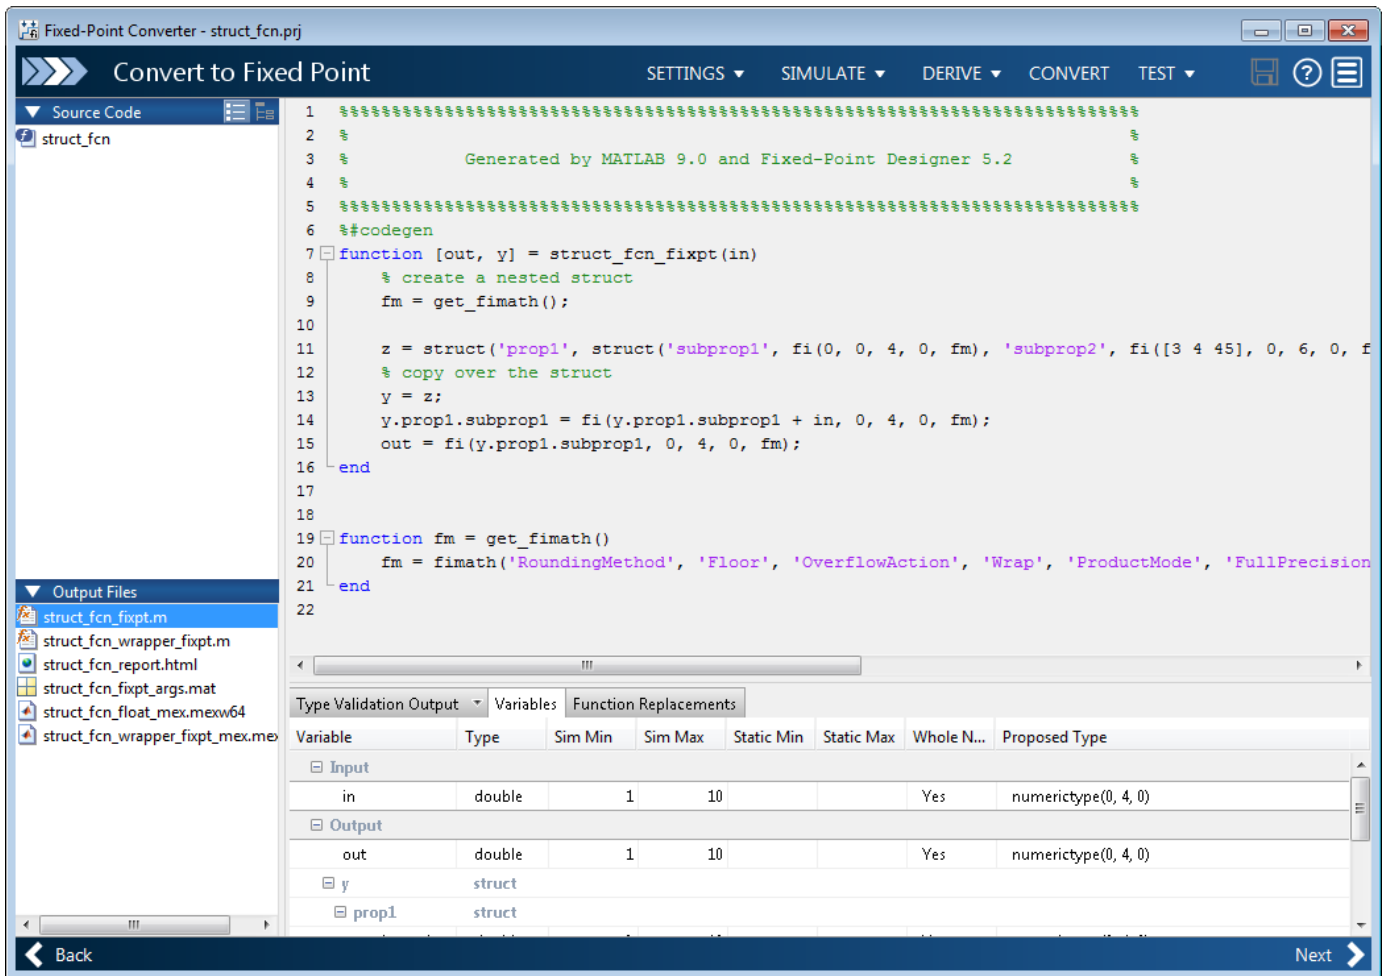 Fixed-Point Converter - struct_fcn.prj
Convert to Fixed Point
SETTINGS SIMULATE DERIVE CONVERT TEST
Source Code
struct_fcn
1 %%%%%%%%%%%%%%%%%%%%%%%%%%%%%%%%%%%%%%%%%%%%%%%%%%%%%%%%%%%%%%%%%%%%%%%%%%%%
2 % %
3 % Generated by MATLAB 9.0 and Fixed-Point Designer 5.2 %
4 % %
5 %%%%%%%%%%%%%%%%%%%%%%%%%%%%%%%%%%%%%%%%%%%%%%%%%%%%%%%%%%%%%%%%%%%%%%%%%%%%
6 %#codegen
7 function [out, y] = struct_fcn_fixpt(in)
8 % create a nested struct
9 fm = get_fimath();
10
11 z = struct('prop1', struct('subprop1', fi(0, 0, 4, 0, fm), 'subprop2', fi([3 4 45], 0, 6, 0, f
12 % copy over the struct
13 y = z;
14 y.prop1.subprop1 = fi(y.prop1.subprop1 + in, 0, 4, 0, fm);
15 out = fi(y.prop1.subprop1, 0, 4, 0, fm);
16 end
17
18
19 function fm = get_fimath()
20 fm = fimath('RoundingMethod', 'Floor', 'OverflowAction', 'Wrap', 'ProductMode', 'FullPrecision
21 end
22
Output Files
struct_fcn_fixpt.m
struct_fcn_wrapper_fixpt.m
struct_fcn_report.html
struct_fcn_fixpt_args.mat
struct_fcn_float_mex.mexw64
struct_fcn_wrapper_fixpt_mex.mex
Type Validation Output Variables Function Replacements
Variable Type Sim Min Sim Max Static Min Static Max Whole N... Proposed Type
Input
in double 1 10 Yes numerictype(0, 4, 0)
Output
out double 1 10 Yes numerictype(0, 4, 0)
y struct
prop1 struct
Back
Next